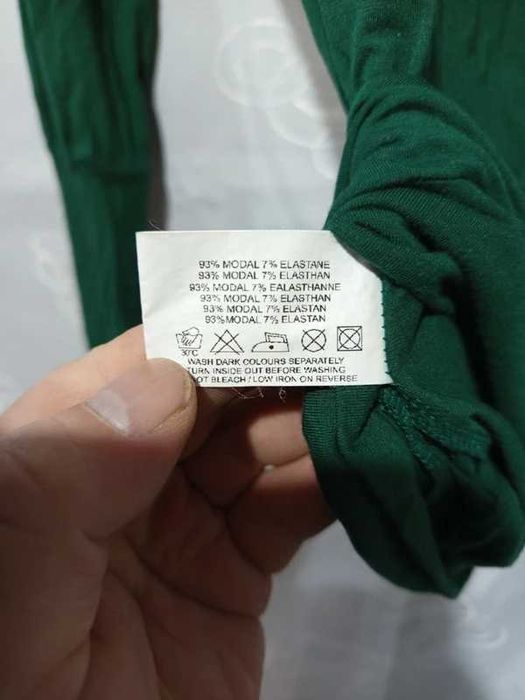 93% MODAL 7% ELASTANE
93% MODAL 7% ELASTHAN
93% MODAL 7% EALASTHANNE
93% MODAL 7% ELASTHAN
93% MODAL 7% ELASTAN
93%MODAL 7% ELASTAN
30°C
WASH DARK COLOURS SEPARATELY
TURN INSIDE OUT BEFORE WASHING
OT BLEACH / LOW IRON ON REVERSE